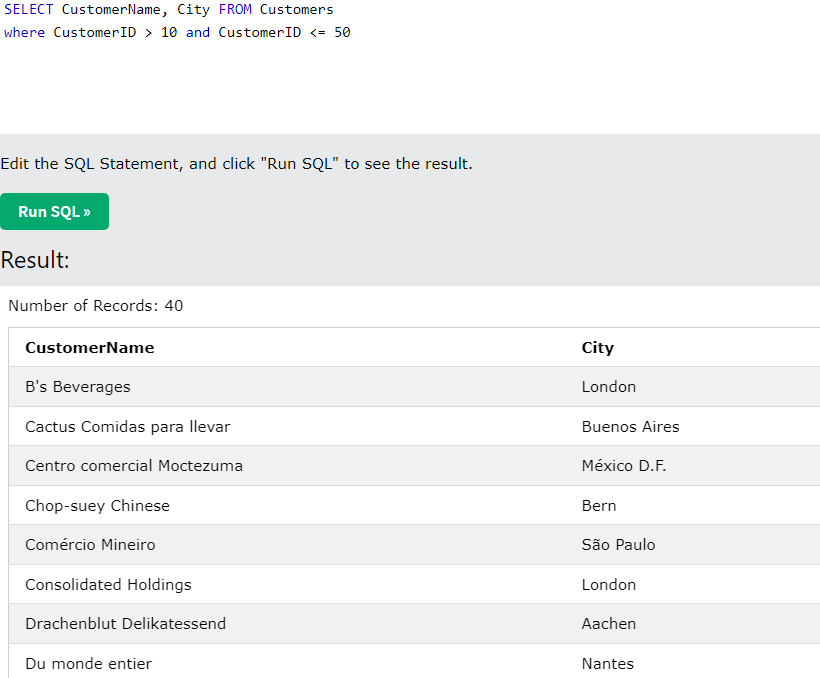 SELECT CustomerName, City FROM Customers
where CustomerID > 10 and CustomerID <= 50
Edit the SQL Statement, and click "Run SQL" to see the result.
Run SQL »
Result:
Number of Records: 40
CustomerName City
B's Beverages London
Cactus Comidas para llevar Buenos Aires
Centro comercial Moctezuma México D.F.
Chop-suey Chinese Bern
Comércio Mineiro São Paulo
Consolidated Holdings London
Drachenblut Delikatessend Aachen
Du monde entier Nantes